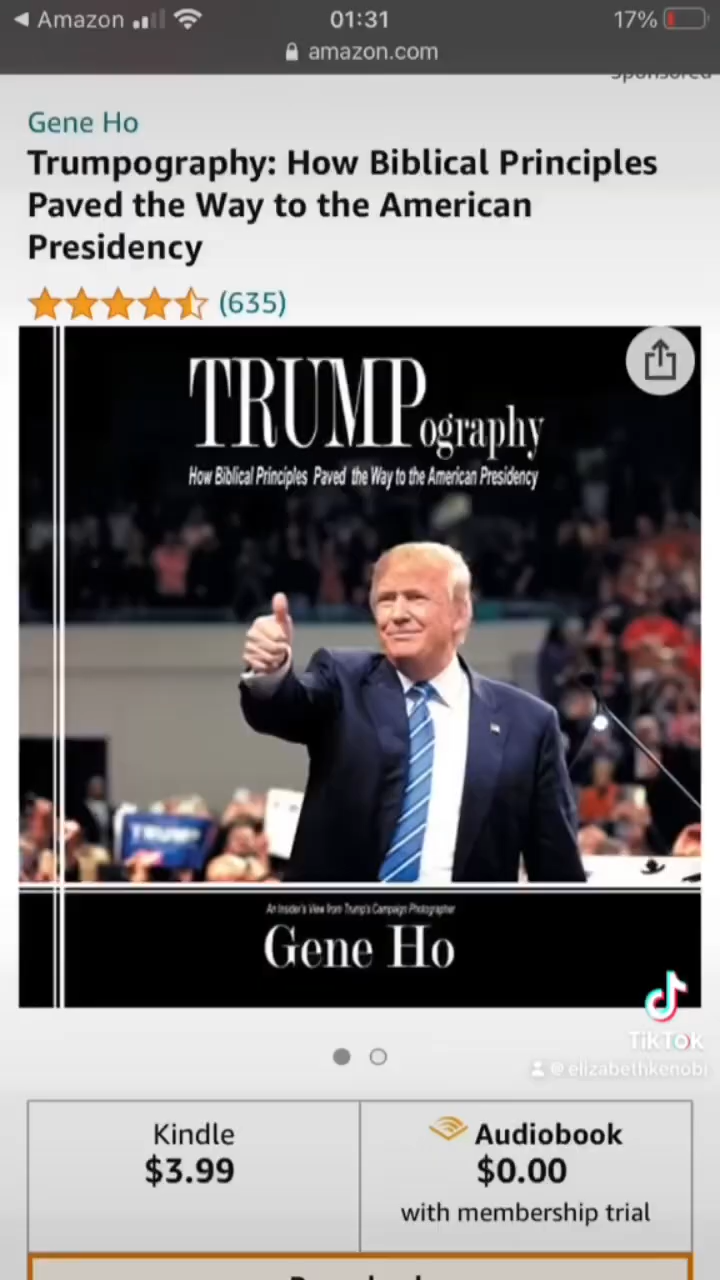 ◀ Amazon
01:31
17%
amazon.com
Sponsored
Gene Ho
Trumpography: How Biblical Principles
Paved the Way to the American
Presidency
(635)
TRUMPography
How Biblical Principles Paved the Way to the American Presidency
TRUMP
An Insider's View from Trump's Campaign Photographer
Gene Ho
TikTok
@elizabethkenobi
Kindle
$3.99
Audiobook
$0.00
with membership trial